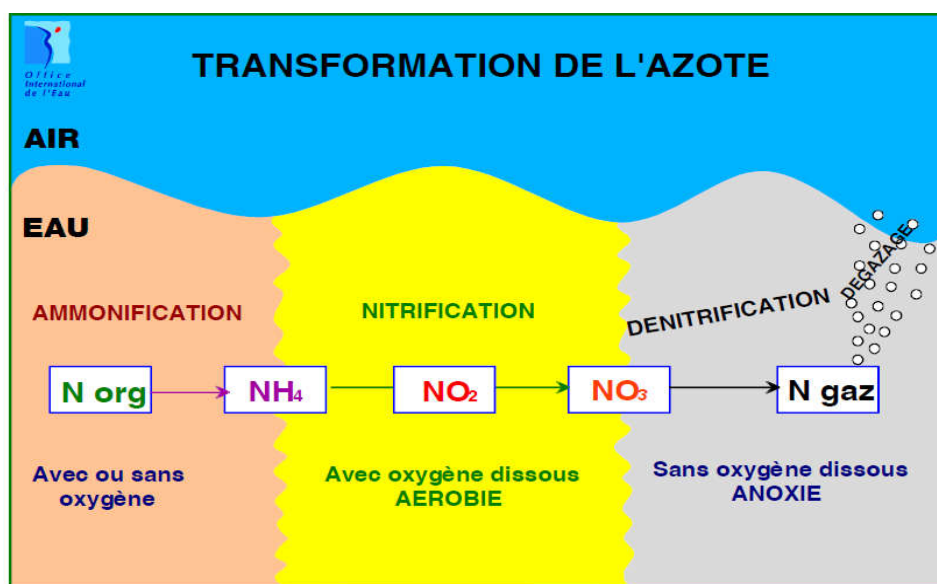 Office
International
de l'Eau
TRANSFORMATION DE L'AZOTE
AIR
EAU
AMMONIFICATION
NITRIFICATION
DENITRIFICATION
DEGAZAGE
N org
NH4
NO2
NO3
N gaz
Avec ou sans
oxygène
Avec oxygène dissous
AEROBIE
Sans oxygène dissous
ANOXIE